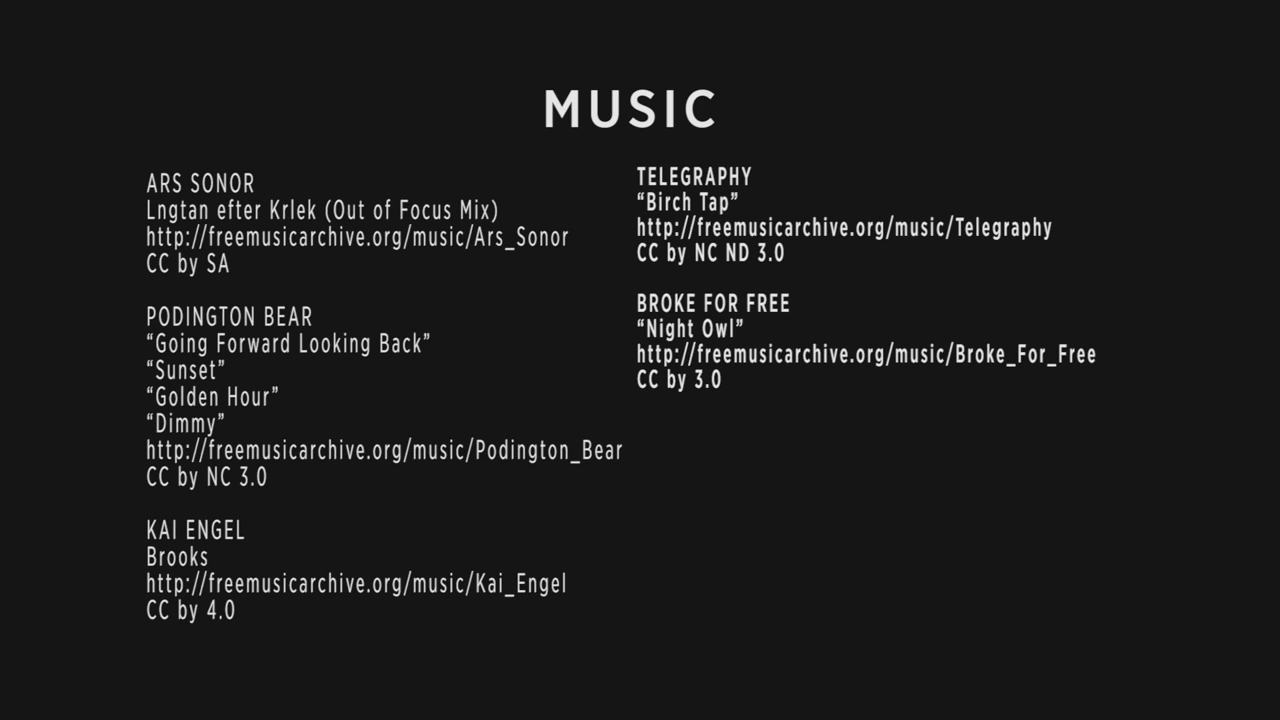 MUSIC
ARS SONOR
Lngtan efter Krlek (Out of Focus Mix)
http://freemusicarchive.org/music/Ars_Sonor
CC by SA
PODINGTON BEAR
“Going Forward Looking Back”
“Sunset”
“Golden Hour”
“Dimmy”
http://freemusicarchive.org/music/Podington_Bear
CC by NC 3.0
KAI ENGEL
Brooks
http://freemusicarchive.org/music/Kai_Engel
CC by 4.0
TELEGRAPHY
“Birch Tap”
http://freemusicarchive.org/music/Telegraphy
CC by NC ND 3.0
BROKE FOR FREE
“Night Owl”
http://freemusicarchive.org/music/Broke_For_Free
CC by 3.0